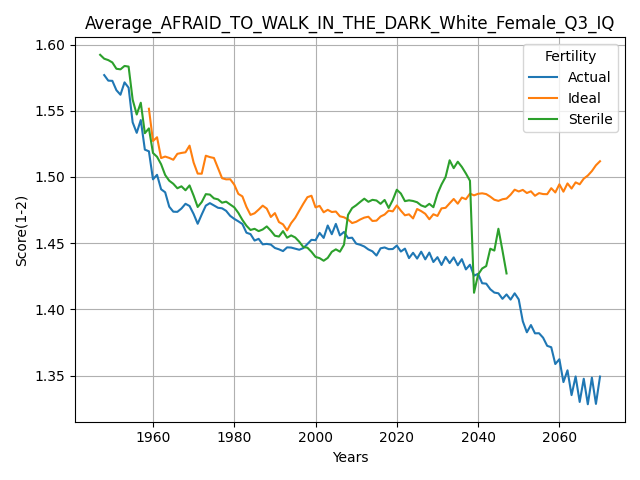 Average_AFRAID_TO_WALK_IN_THE_DARK_White_Female_Q3_IQ
Fertility
Actual
Ideal
Sterile
Score(1-2)
1.60
1.55
1.50
1.45
1.40
1.35
1960 1980 2000 2020 2040 2060
Years